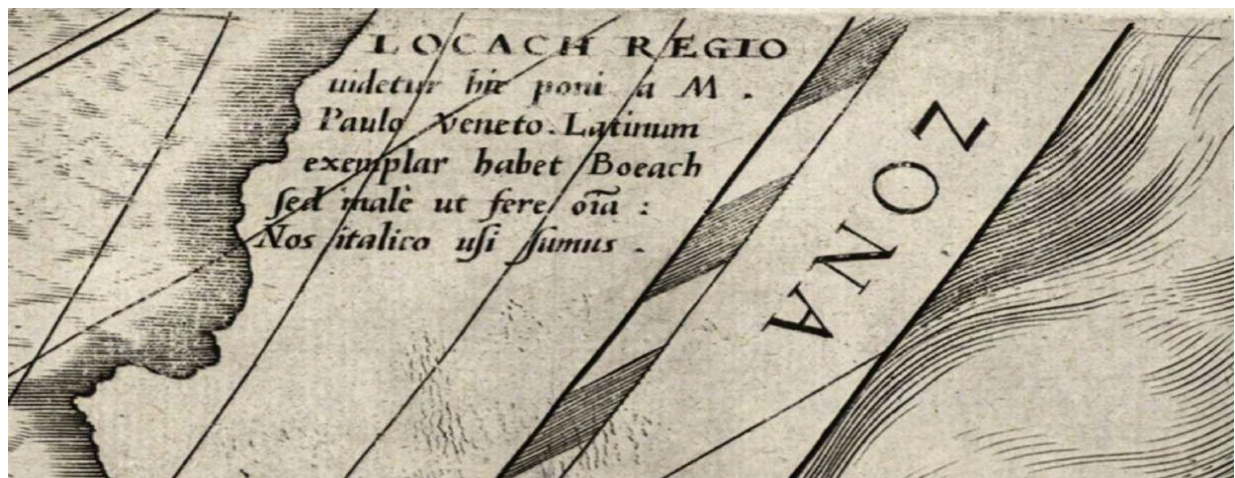 LOCACH REGIO
uidetur hic poni á M .
Paulo Veneto. Latinum
exemplar habet Boeach
ſed malè ut fere oīa :
Nos italico uſi ſumus .
ZONA